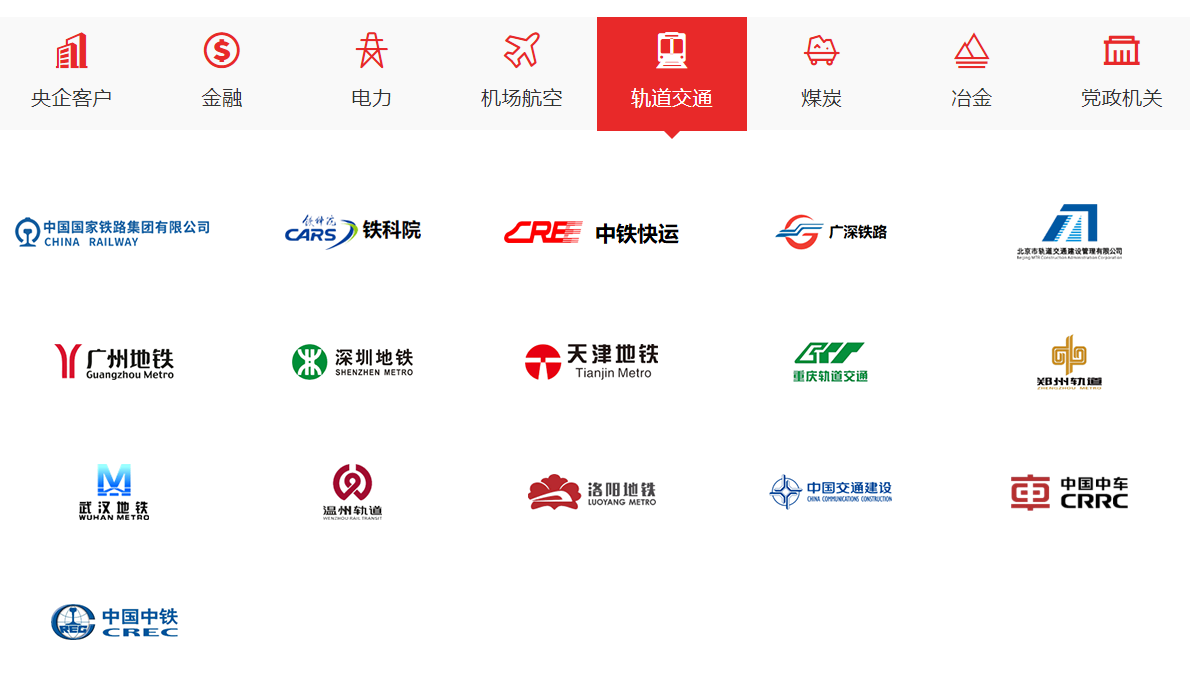 央企客户
金融
电力
机场航空
轨道交通
煤炭
冶金
党政机关
中国国家铁路集团有限公司
CHINA RAILWAY
铁科院
CARS
铁科院
CRE
中铁快运
广深铁路
北京市轨道交通建设管理有限公司
Beijing MTR Construction Administration Corporation
广州地铁
Guangzhou Metro
深圳地铁
SHENZHEN METRO
天津地铁
Tianjin Metro
重庆轨道交通
郑州轨道
ZHENGZHOU METRO
武汉地铁
WUHAN METRO
温州轨道
WENZHOU RAIL TRANSIT
洛阳地铁
LUOYANG METRO
中国交通建设
CHINA COMMUNICATIONS CONSTRUCTION
中国中车
CRRC
REC
中国中铁
CREC